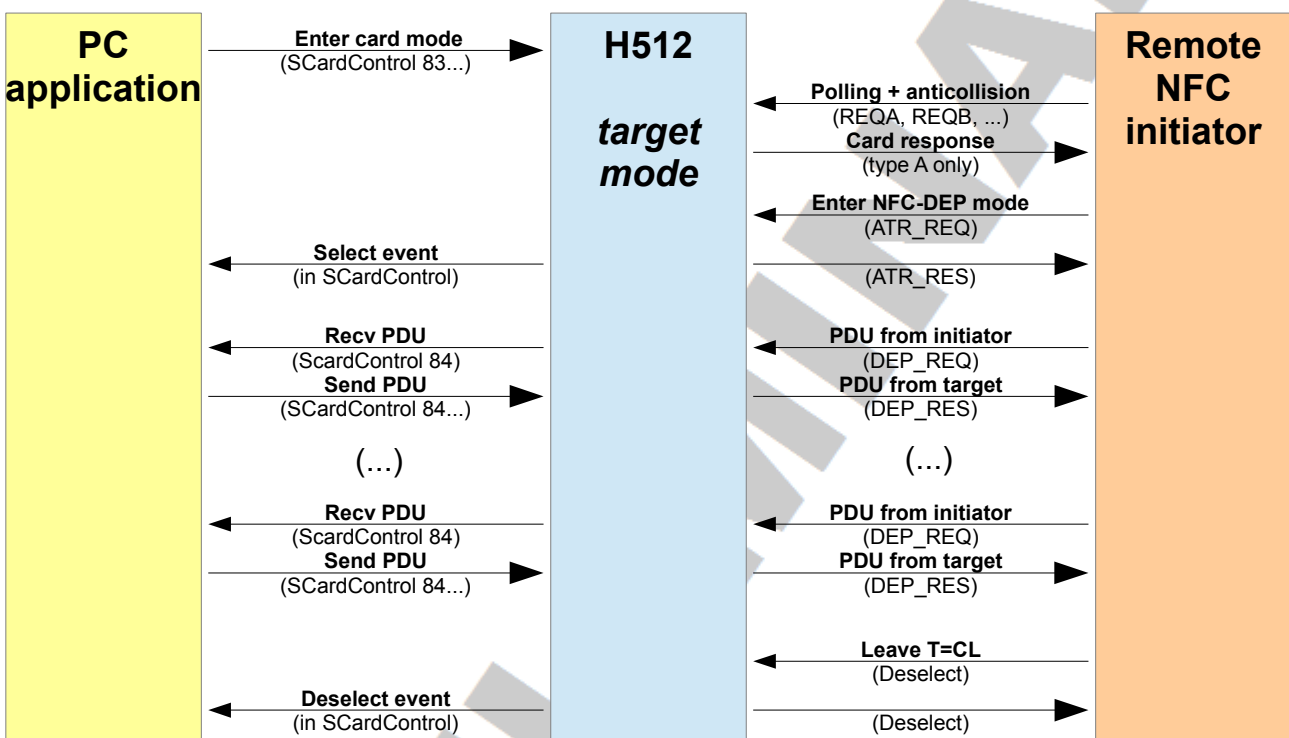 PC
application
H512
target
mode
Remote
NFC
initiator
Enter card mode
(SCardControl 83...)
Polling + anticollision
(REQA, REQB, ...)
Card response
(type A only)
Enter NFC-DEP mode
(ATR_REQ)
Select event
(in SCardControl)
(ATR_RES)
Recv PDU
(ScardControl 84)
PDU from initiator
(DEP_REQ)
Send PDU
(SCardControl 84...)
PDU from target
(DEP_RES)
(...)
(...)
Recv PDU
(ScardControl 84)
PDU from initiator
(DEP_REQ)
Send PDU
(SCardControl 84...)
PDU from target
(DEP_RES)
Leave T=CL
(Deselect)
Deselect event
(in SCardControl)
(Deselect)